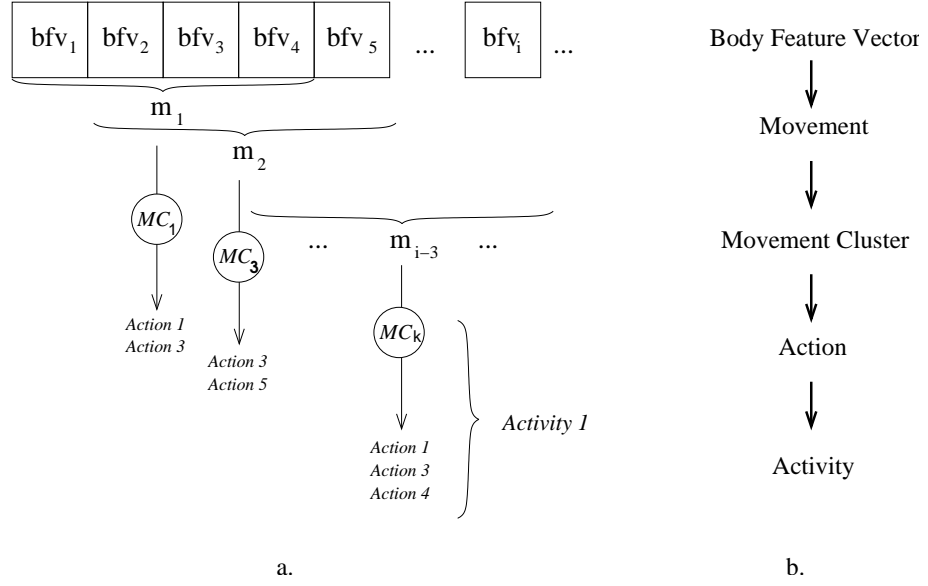 bfv1 bfv2 bfv3 bfv4 bfv5 ... bfvi ...
m1
m2
MC1
Action 1
Action 3
MC3
Action 3
Action 5
... mi–3 ...
MCk
Action 1
Action 3
Action 4
Activity 1
a.
Body Feature Vector
Movement
Movement Cluster
Action
Activity
b.